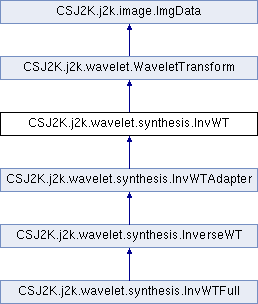 CSJ2K.j2k.image.ImgData
CSJ2K.j2k.wavelet.WaveletTransform
CSJ2K.j2k.wavelet.synthesis.InvWT
CSJ2K.j2k.wavelet.synthesis.InvWTAdapter
CSJ2K.j2k.wavelet.synthesis.InverseWT
CSJ2K.j2k.wavelet.synthesis.InvWTFull